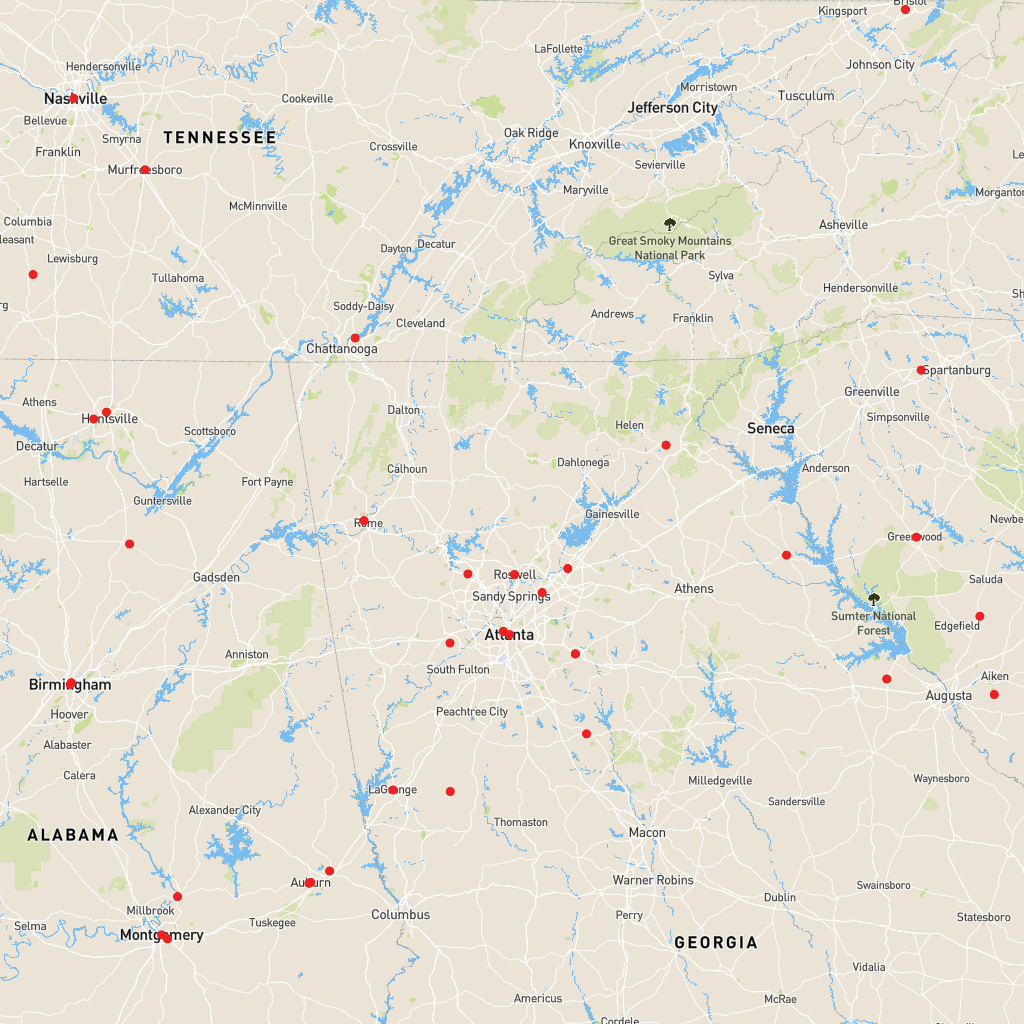 Bristol
Kingsport
LaFollette
Hendersonville
Johnson City
Morristown
Tusculum
Nashville
Cookeville
Jefferson City
Bellevue
Smyrna
TENNESSEE
Oak Ridge
Knoxville
Crossville
Franklin
Murfreesboro
Sevierville
Maryville
Morganton
McMinnville
Columbia
Asheville
Dayton
Decatur
Great Smoky Mountains
National Park
Lewisburg
Sylva
Tullahoma
Hendersonville
Soddy-Daisy
Andrews
Franklin
Cleveland
Chattanooga
Spartanburg
Greenville
Athens
Dalton
Huntsville
Simpsonville
Helen
Seneca
Scottsboro
Decatur
Dahlonega
Anderson
Calhoun
Hartselle
Fort Payne
Guntersville
Gainesville
Rome
Greenwood
Roswell
Gadsden
Saluda
Athens
Sandy Springs
Sumter National
Forest
Edgefield
Atlanta
Anniston
South Fulton
Aiken
Birmingham
Augusta
Hoover
Peachtree City
Alabaster
Calera
Milledgeville
Waynesboro
LaGrange
Sandersville
Alexander City
Thomaston
ALABAMA
Macon
Auburn
Warner Robins
Swainsboro
Dublin
Millbrook
Columbus
Perry
Statesboro
Selma
Tuskegee
Montgomery
GEORGIA
Vidalia
Americus
McRae
Cordele